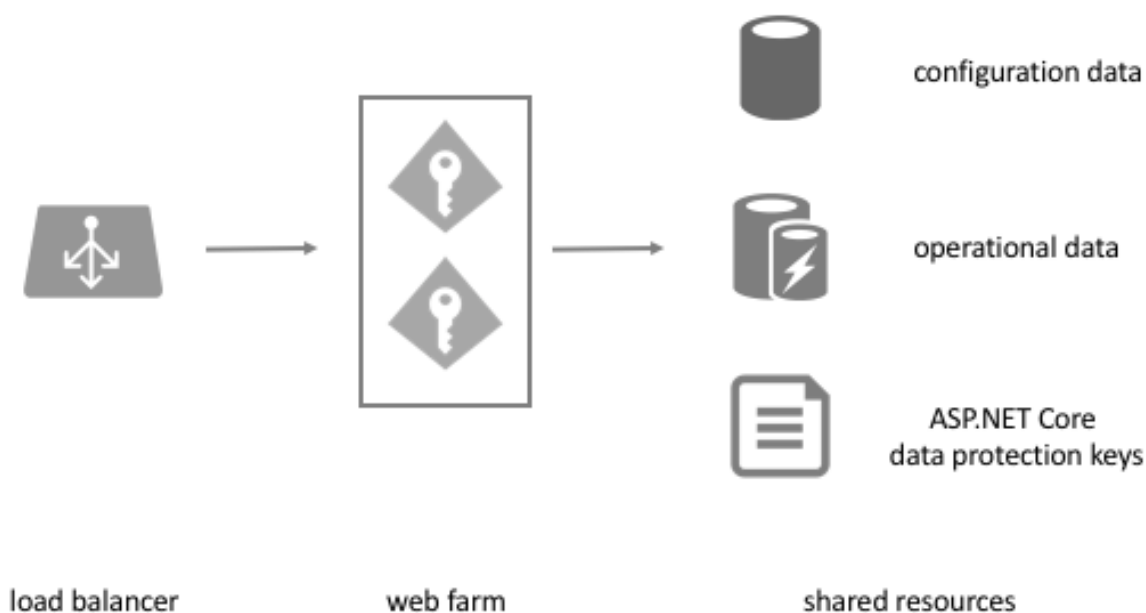 configuration data
operational data
ASP.NET Core
data protection keys
load balancer
web farm
shared resources